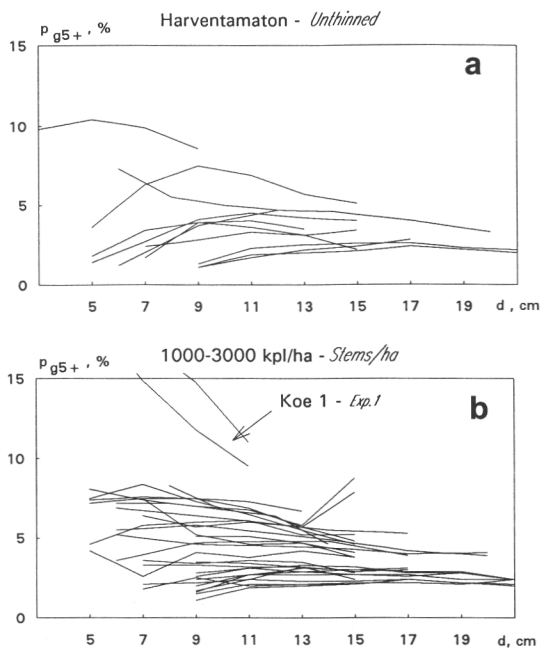 Harventamaton - Unthinned
p g5+ , %
a
15
10
5
0
5 7 9 11 13 15 17 19 d , cm
1000-3000 kpl/ha - Stems/ha
p g5+ , %
b
15
Koe 1 - Exp.1
10
5
0
5 7 9 11 13 15 17 19 d, cm